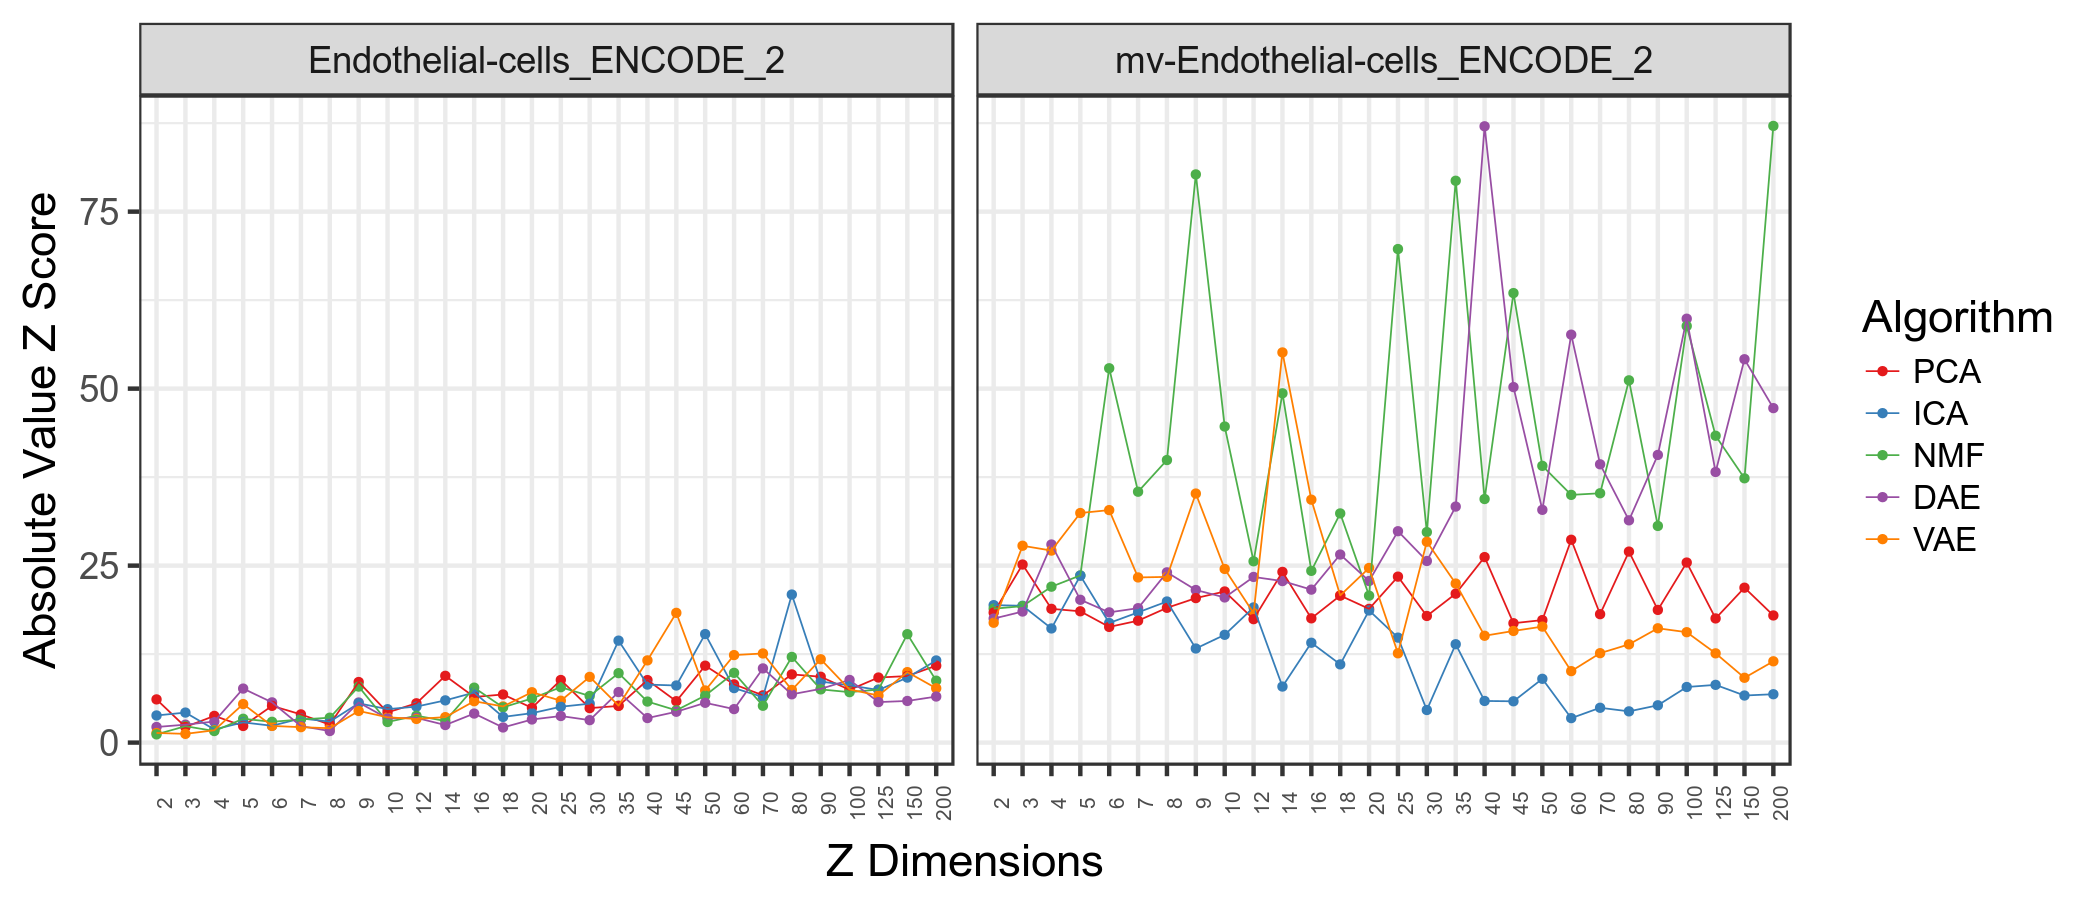 Endothelial-cells_ENCODE_2 mv-Endothelial-cells_ENCODE_2
Absolute Value Z Score
75
50
25
0
2 3 4 5 6 7 8 9 10 12 14 16 18 20 25 30 35 40 45 50 60 70 80 90 100 125 150 200
2 3 4 5 6 7 8 9 10 12 14 16 18 20 25 30 35 40 45 50 60 70 80 90 100 125 150 200
Z Dimensions
Algorithm
PCA
ICA
NMF
DAE
VAE